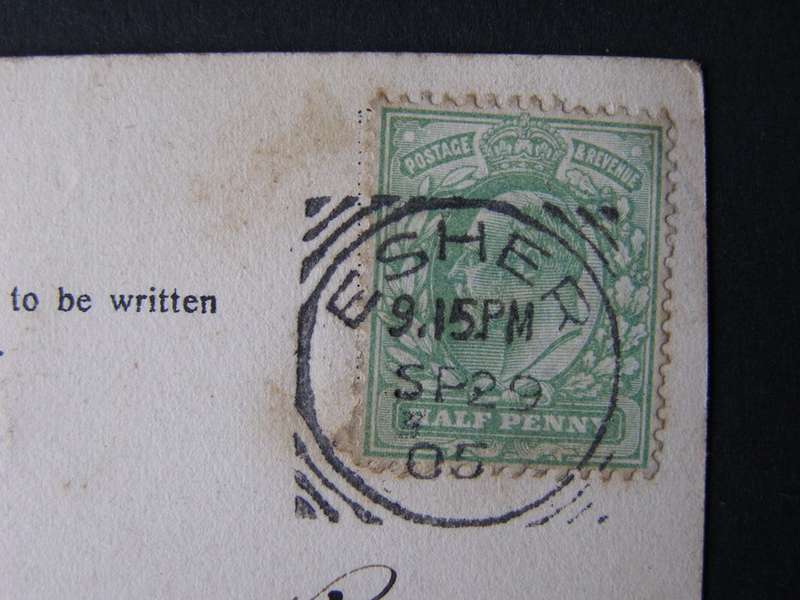 POSTAGE & REVENUE
ESHER
to be written
9.15PM
SP29
05
HALF PENNY